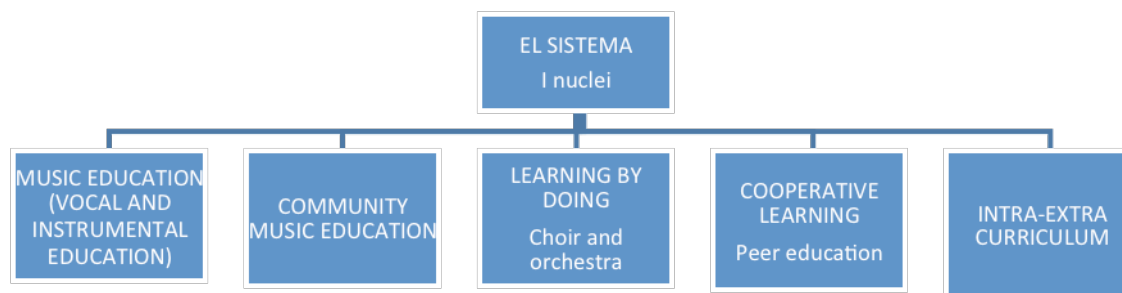 EL SISTEMA
I nuclei
MUSIC EDUCATION
(VOCAL AND
INSTRUMENTAL
EDUCATION)
COMMUNITY
MUSIC EDUCATION
LEARNING BY
DOING
Choir and
orchestra
COOPERATIVE
LEARNING
Peer education
INTRA-EXTRA
CURRICULUM